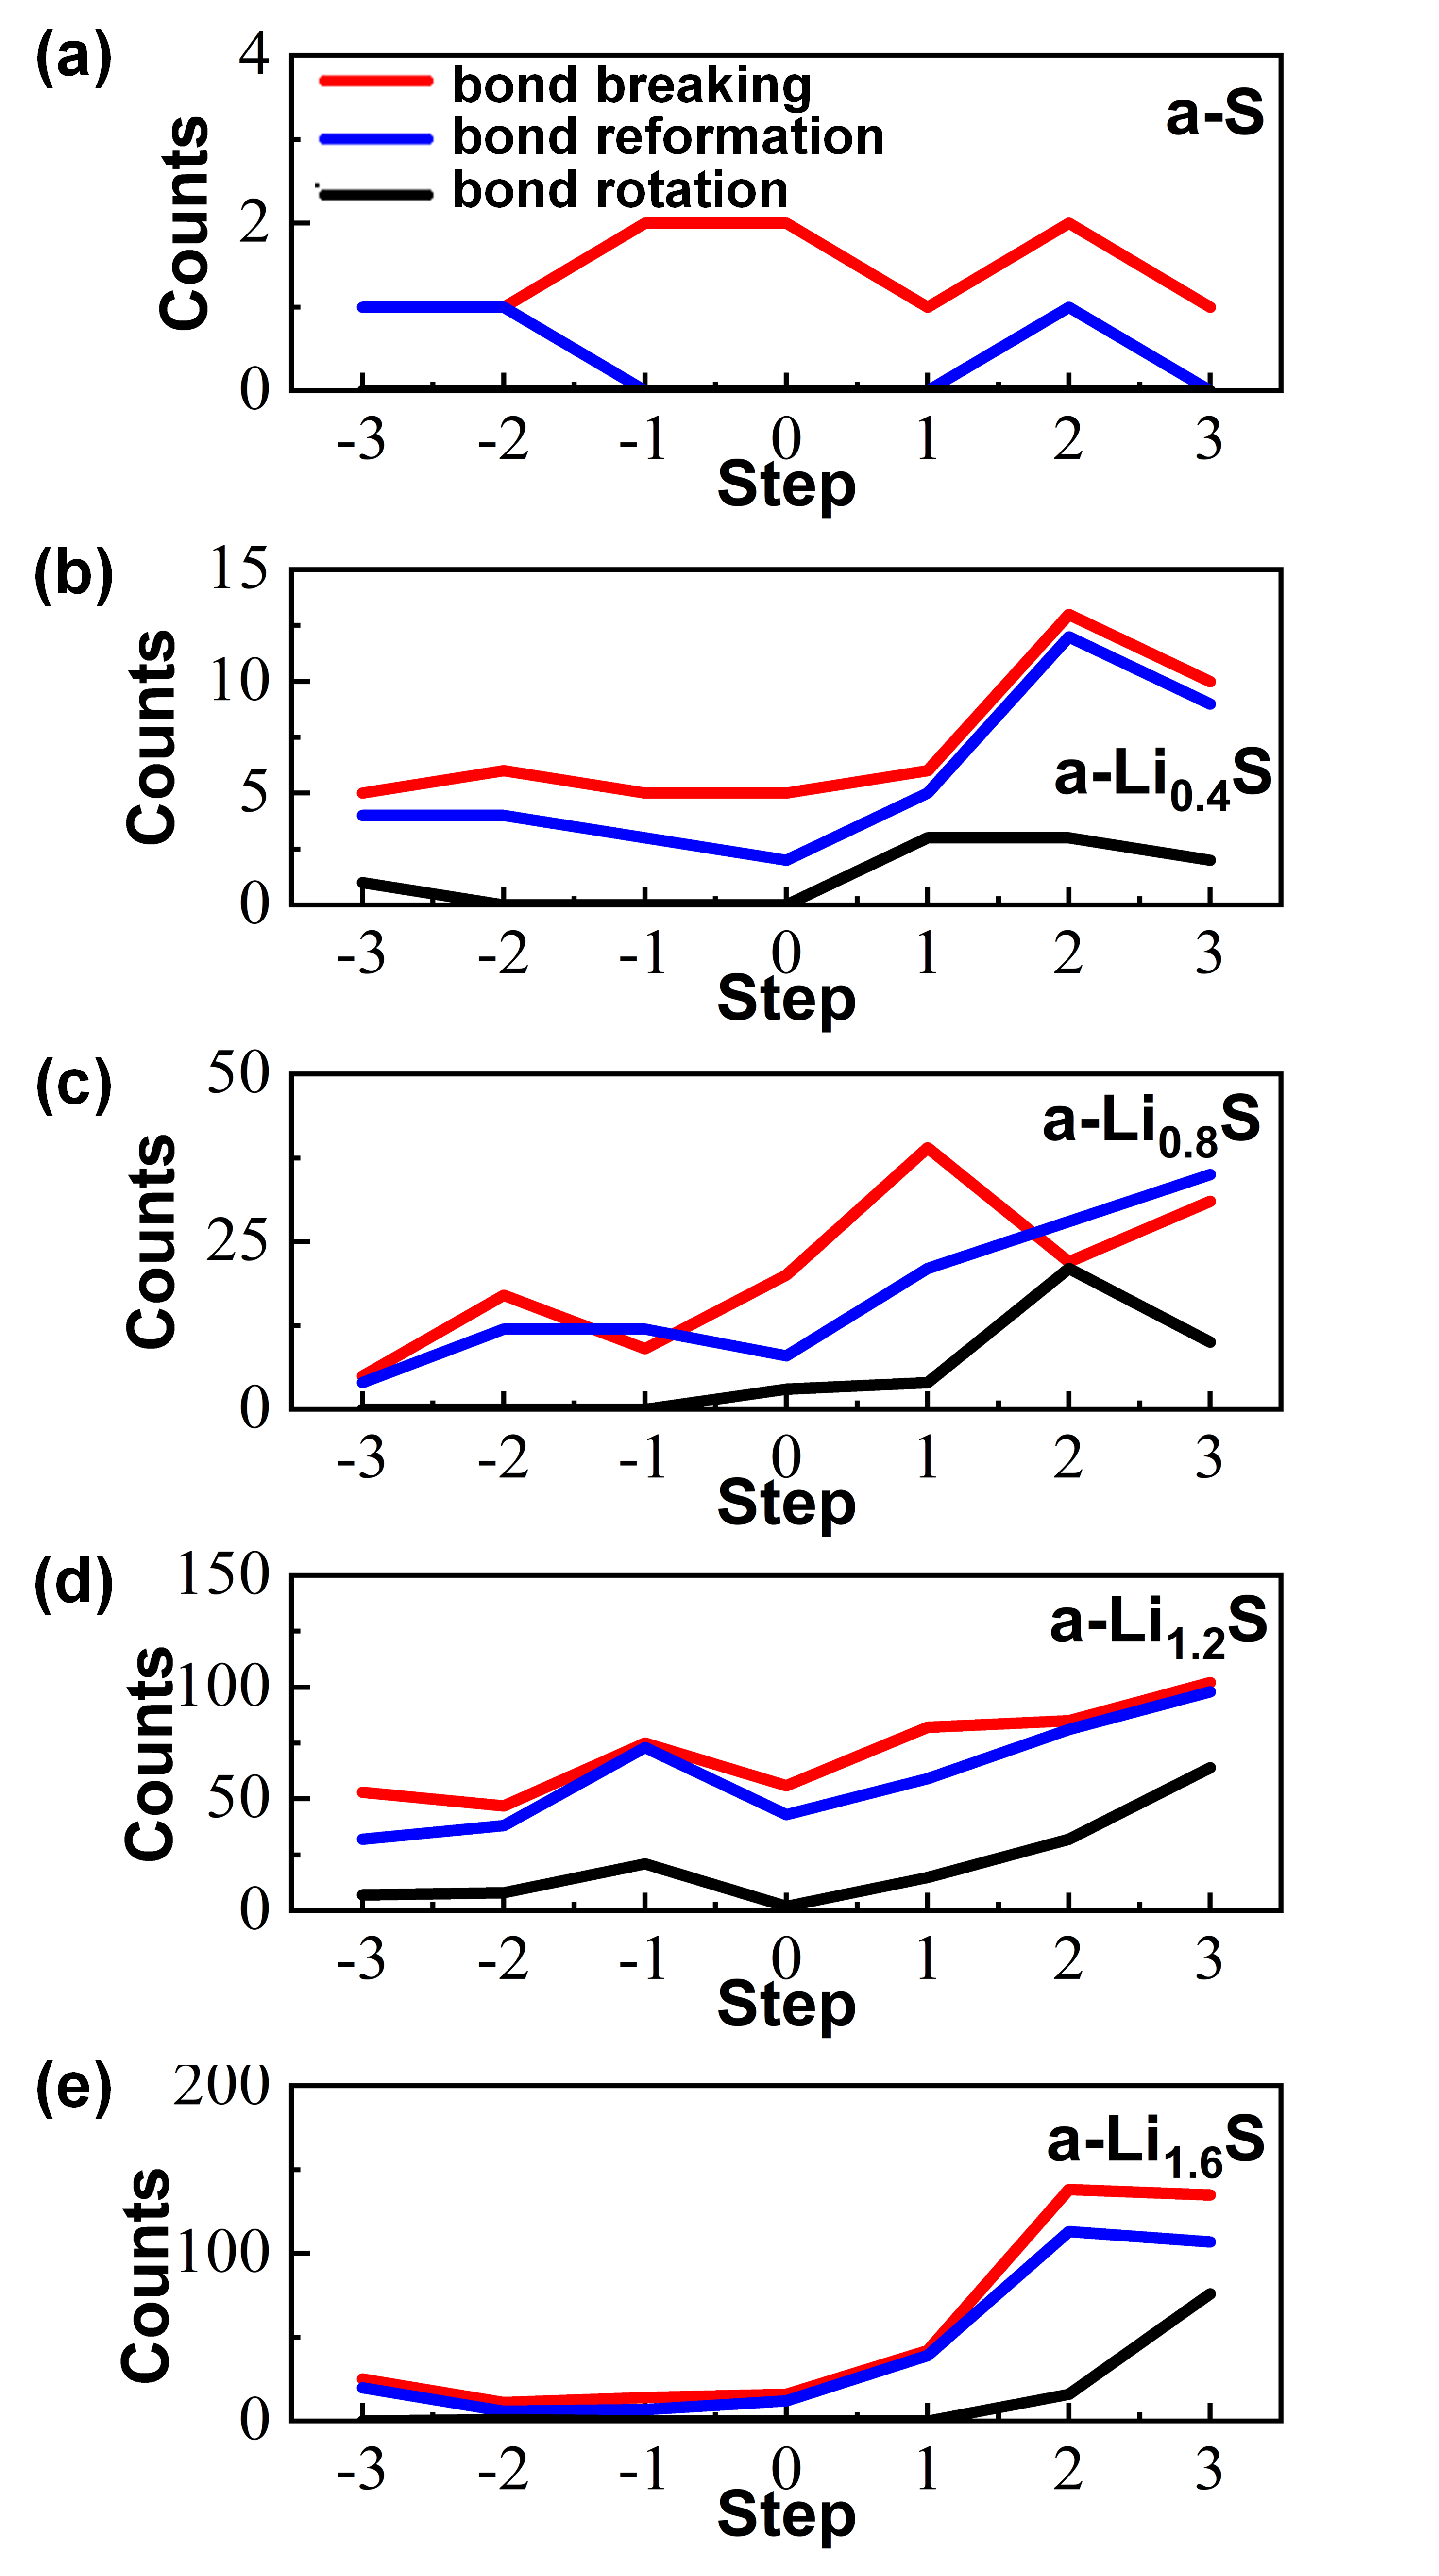 (a)
4
bond breaking
a-S
bond reformation
bond rotation
Counts
2
0
-3 -2 -1 0 1 2 3
Step
(b)
15
Counts
10
a-Li0.4S
5
0
-3 -2 -1 0 1 2 3
Step
(c)
50
a-Li0.8S
Counts
25
0
-3 -2 -1 0 1 2 3
Step
(d)
150
a-Li1.2S
Counts
100
50
0
-3 -2 -1 0 1 2 3
Step
(e)
200
a-Li1.6S
Counts
100
0
-3 -2 -1 0 1 2 3
Step